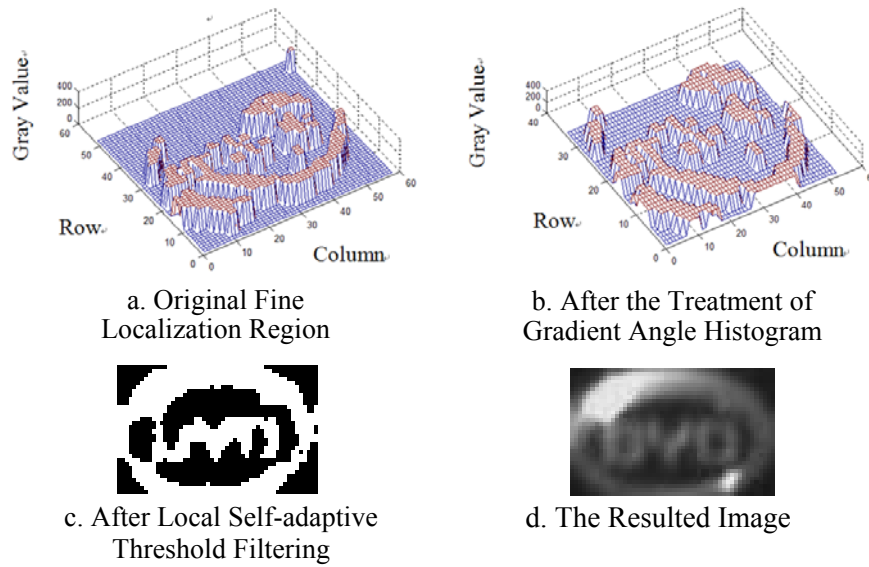 400
200
0
60
50
40
30
20
10
0
0
10
20
30
40
50
60
Gray Value
Row
Column
400
200
0
40
30
20
10
0
0
10
20
30
40
50
60
Gray Value
Row
Column
a. Original Fine
Localization Region
b. After the Treatment of
Gradient Angle Histogram
c. After Local Self-adaptive
Threshold Filtering
d. The Resulted Image